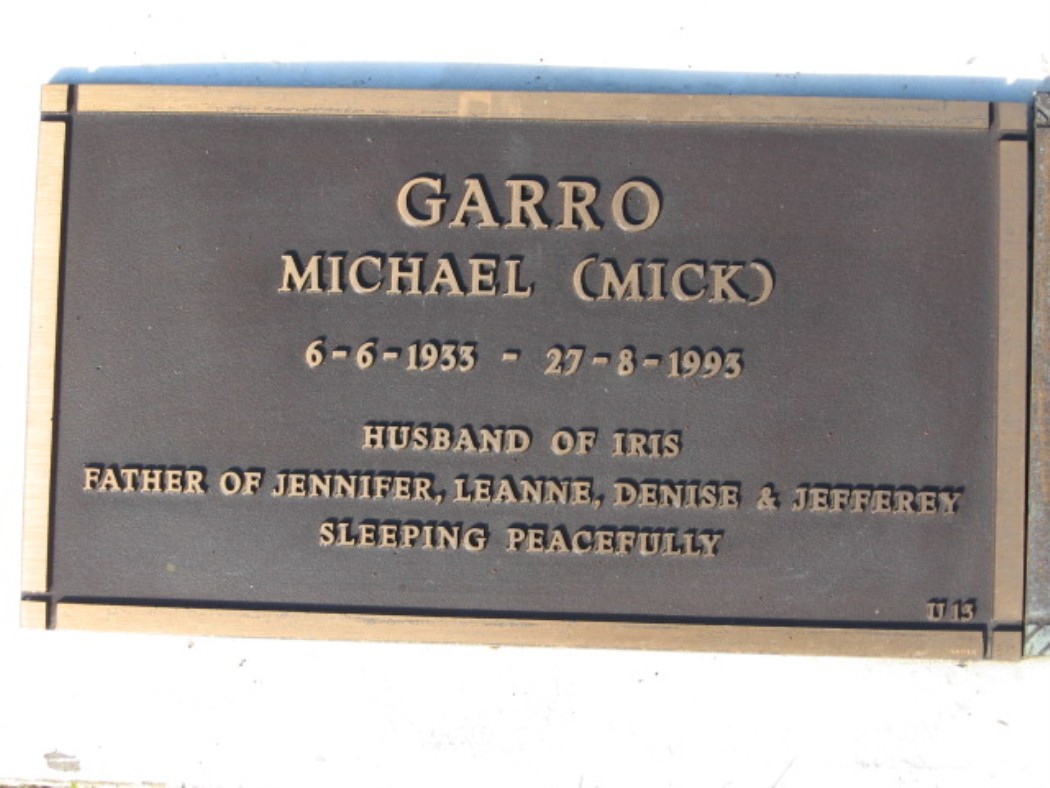 GARRO
MICHAEL (MICK)
6-6-1933 - 27-8-1993
HUSBAND OF IRIS
FATHER OF JENNIFER, LEANNE, DENISE & JEFFEREY
SLEEPING PEACEFULLY
U 13